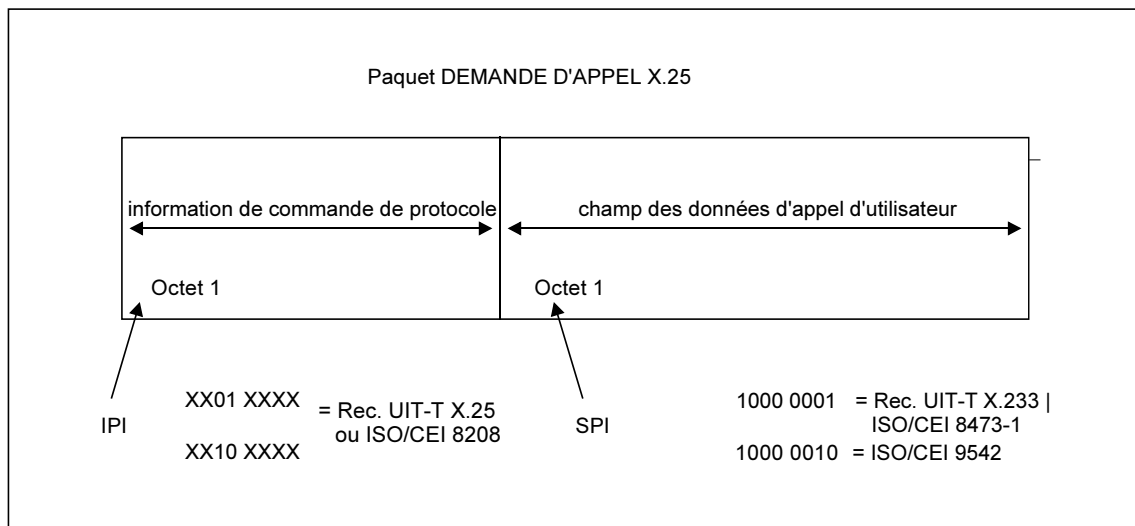 Paquet DEMANDE D'APPEL X.25
information de commande de protocole
champ des données d'appel d'utilisateur
Octet 1
Octet 1
IPI
XX01 XXXX
XX10 XXXX
= Rec. UIT-T X.25
ou ISO/CEI 8208
SPI
1000 0001 = Rec. UIT-T X.233 |
ISO/CEI 8473-1
1000 0010 = ISO/CEI 9542